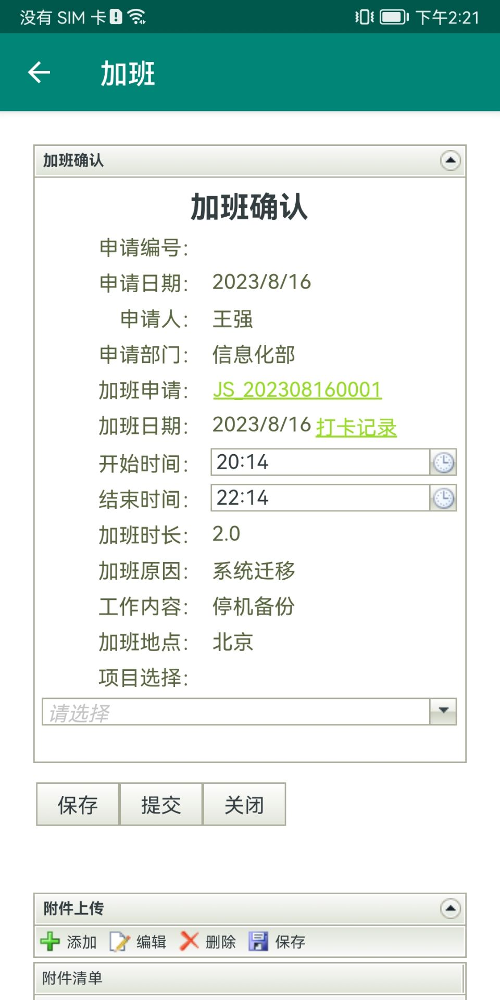 没有 SIM 卡 下午2:21
加班
加班确认
加班确认
申请编号:
申请日期: 2023/8/16
申请人: 王强
申请部门: 信息化部
加班申请: JS_202308160001
加班日期: 2023/8/16 打卡记录
开始时间: 20:14
结束时间: 22:14
加班时长: 2.0
加班原因: 系统迁移
工作内容: 停机备份
加班地点: 北京
项目选择:
请选择
保存 提交 关闭
附件上传
添加 编辑 删除 保存
附件清单